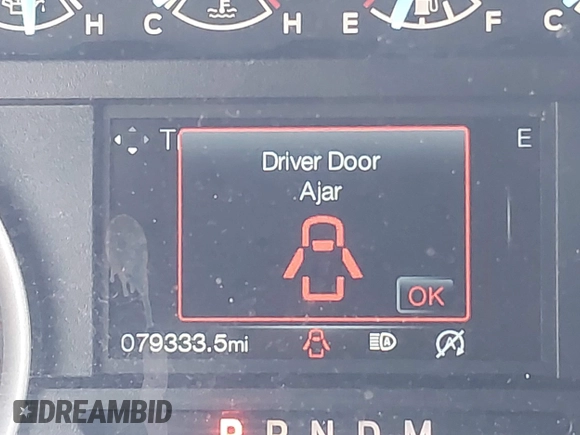 H C H E F C
T E
Driver Door
Ajar
OK
079333.5mi
A A
DREAMBID
P R N D M